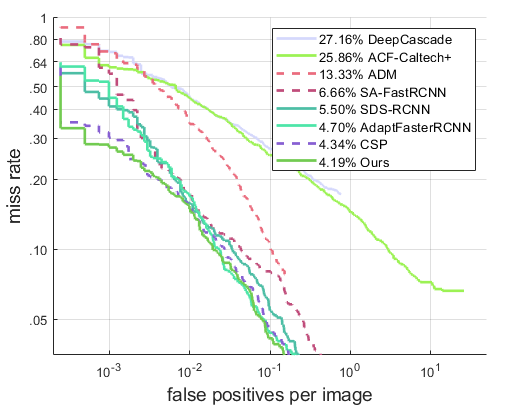 1
.80
.64
.50
.40
.30
.20
.10
.05
miss rate
27.16% DeepCascade
25.86% ACF-Caltech+
13.33% ADM
6.66% SA-FastRCNN
5.50% SDS-RCNN
4.70% AdaptFasterRCNN
4.34% CSP
4.19% Ours
10^-3 10^-2 10^-1 10^0 10^1
false positives per image